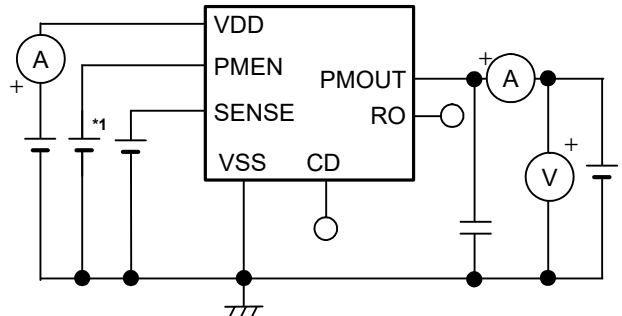 VDD
A
+
PMEN
*1
SENSE
PMOUT
+
A
RO
VSS
CD
+
V